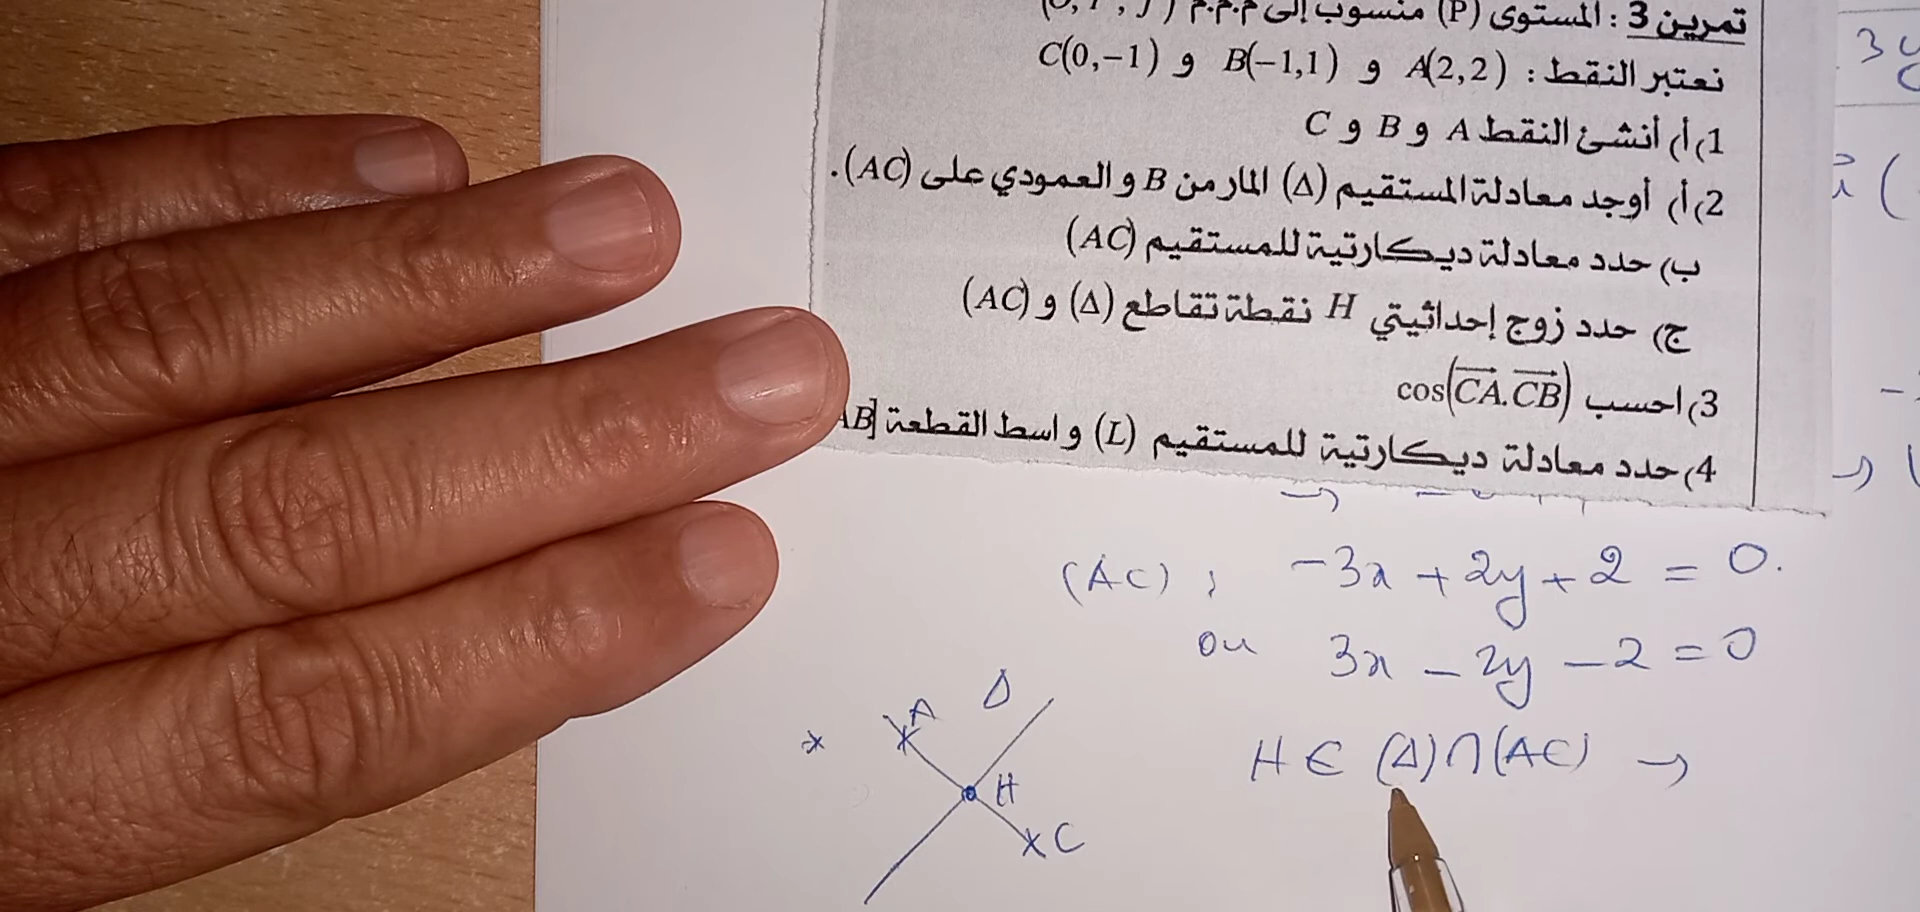 تمرين 3 : المستوى (P) منسوب إلى م.م.م
نعتبر النقط : A(2,2) و B(−1,1) و C(0,−1)
1) أ) أنشئ النقط A و B و C
2) أ) أوجد معادلة المستقيم (Δ) المار من B و العمودي على (AC).
ب) حدد معادلة ديكارتية للمستقيم (AC)
ج) حدد زوج إحداثيتي H نقطة تقاطع (Δ) و (AC)
3) احسب cos(CA.CB)
4) حدد معادلة ديكارتية للمستقيم (L) واسط القطعة AB]
(AC) ; -3x + 2y + 2 = 0.
ou 3x - 2y - 2 = 0
H ∈ (Δ) ∩ (AC) →
Δ
A
H
C
3y